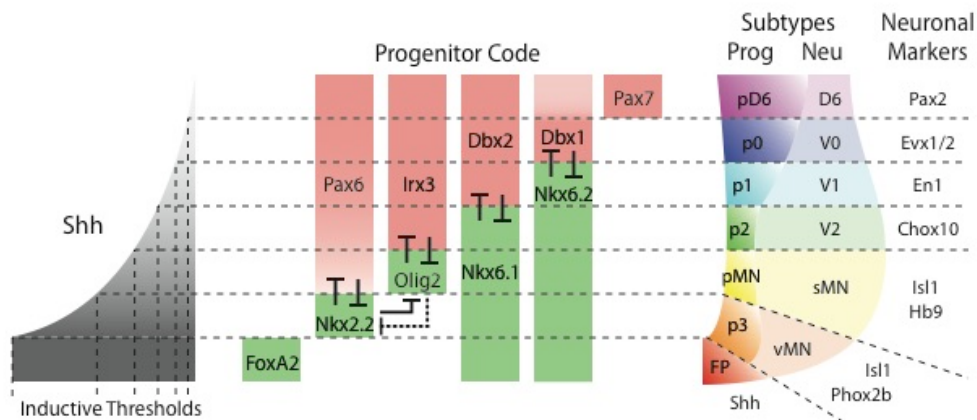 Subtypes
Neuronal
Progenitor Code
Prog Neu
Markers
Pax7
pD6 D6 Pax2
Dbx2 Dbx1
p0 V0 Evx1/2
Pax6 Irx3
Nkx6.2
p1 V1 En1
Shh
p2 V2 Chox10
Olig2 Nkx6.1
pMN sMN Isl1
Hb9
Nkx2.2
p3 vMN
FoxA2
FP
Isl1
Phox2b
Shh
Inductive Thresholds